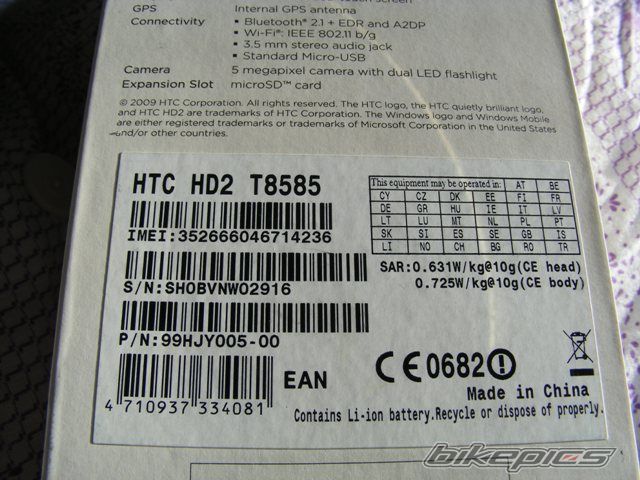 touch screen
GPS Internal GPS antenna
Connectivity • Bluetooth® 2.1 + EDR and A2DP
• Wi-Fi®: IEEE 802.11 b/g
• 3.5 mm stereo audio jack
• Standard Micro-USB
Camera 5 megapixel camera with dual LED flashlight
Expansion Slot microSD™ card
© 2009 HTC Corporation. All rights reserved. The HTC logo, the HTC quietly brilliant logo,
and HTC HD2 are trademarks of HTC Corporation. The Windows logo and Windows Mobile
are either registered trademarks or trademarks of Microsoft Corporation in the United States
and/or other countries.
HTC HD2 T8585
IMEI:352666046714236
S/N:SH0BVNW02916
P/N:99HJY005-00
4 710937 334081
EAN
This equipment may be operated in: AT BE
CY CZ DK EE FI FR
DE GR HU IE IT LV
LT LU MT NL PL PT
SK SI ES SE GB IS
LI NO CH BG RO TR
SAR:0.631W/kg@10g(CE head)
0.725W/kg@10g(CE body)
CE0682
Made in China
Contains Li-ion battery.Recycle or dispose of properly.
bikepics